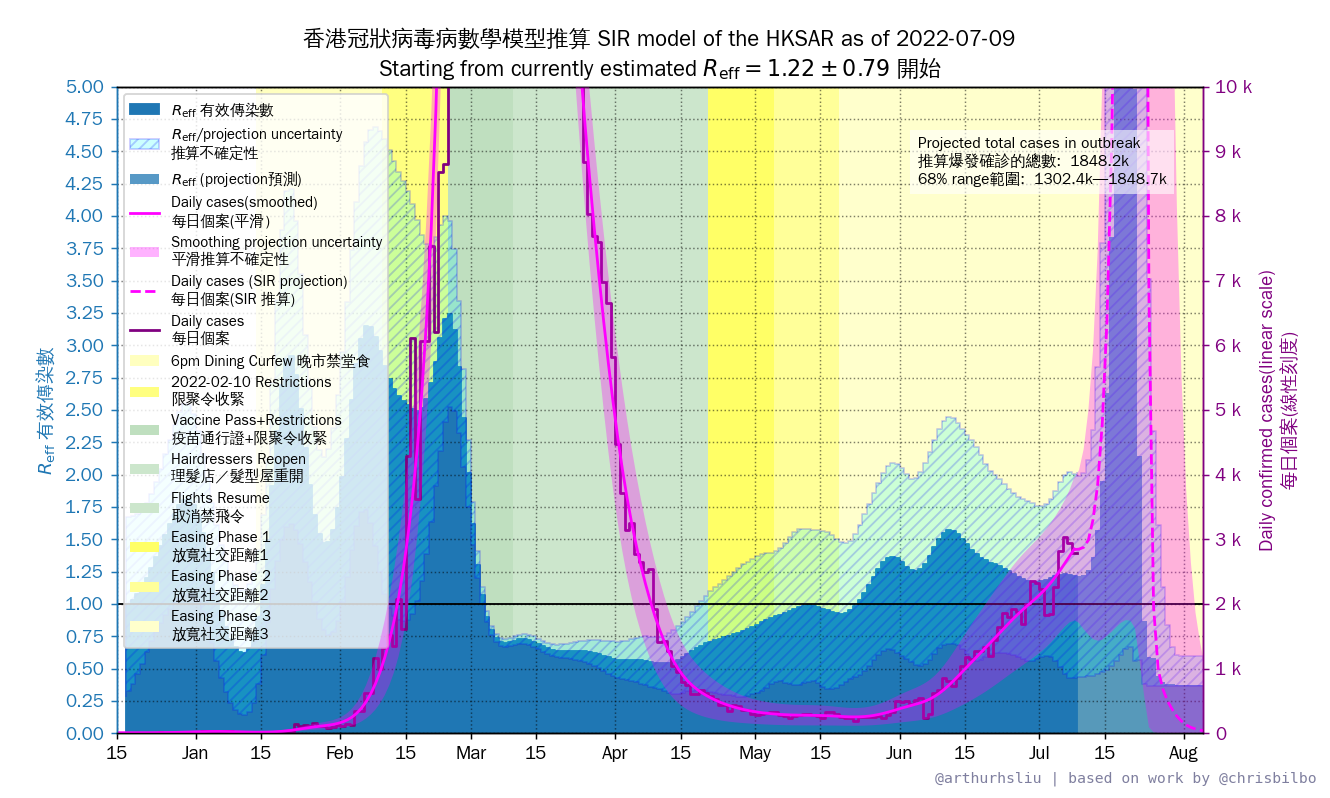 香港冠狀病毒病數學模型推算 SIR model of the HKSAR as of 2022-07-09
Starting from currently estimated Reff = 1.22 ± 0.79 開始
Reff 有效傳染數
5.00
4.75
4.50
4.25
4.00
3.75
3.50
3.25
3.00
2.75
2.50
2.25
2.00
1.75
1.50
1.25
1.00
0.75
0.50
0.25
0.00
Reff 有效傳染數
Reff/projection uncertainty
推算不確定性
Reff (projection預測)
Daily cases(smoothed)
每日個案(平滑)
Smoothing projection uncertainty
平滑推算不確定性
Daily cases (SIR projection)
每日個案(SIR 推算)
Daily cases
每日個案
6pm Dining Curfew 晚市禁堂食
2022-02-10 Restrictions
限聚令收緊
Vaccine Pass+Restrictions
疫苗通行證+限聚令收緊
Hairdressers Reopen
理髮店／髮型屋重開
Flights Resume
取消禁飛令
Easing Phase 1
放寬社交距離1
Easing Phase 2
放寬社交距離2
Easing Phase 3
放寬社交距離3
Projected total cases in outbreak
推算爆發確診的總數: 1848.2k
68% range範圍: 1302.4k—1848.7k
10 k
9 k
8 k
7 k
6 k
5 k
4 k
3 k
2 k
1 k
0
Daily confirmed cases(linear scale)
每日個案(線性刻度)
15 Jan 15 Feb 15 Mar 15 Apr 15 May 15 Jun 15 Jul 15 Aug
@arthurhsliu | based on work by @chrisbilbo